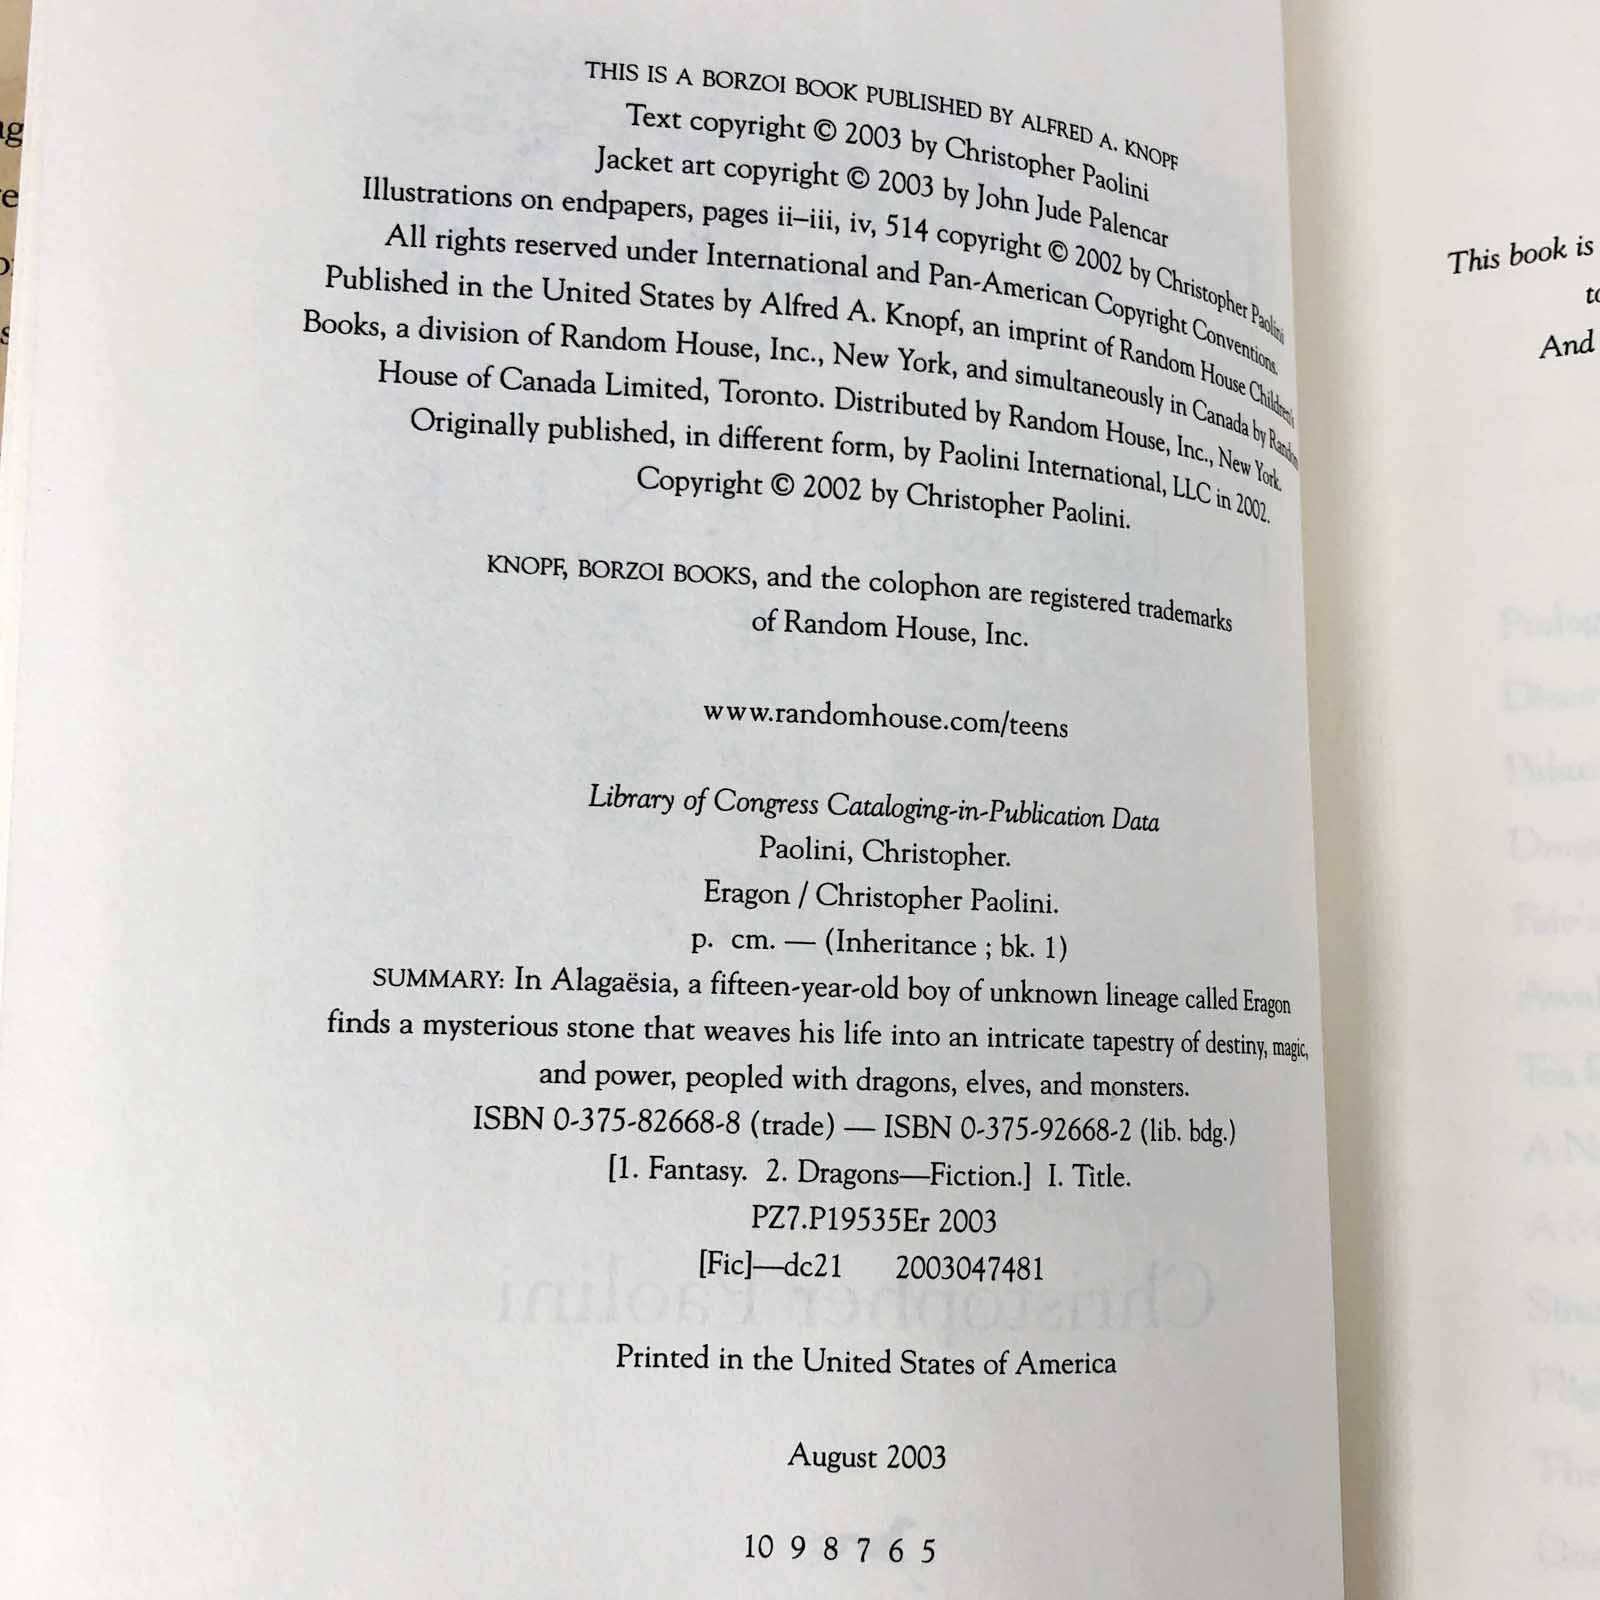 THIS IS A BORZOI BOOK PUBLISHED BY ALFRED A. KNOPF
Text copyright © 2003 by Christopher Paolini
Jacket art copyright © 2003 by John Jude Palencar
Illustrations on endpapers, pages ii–iii, iv, 514 copyright © 2002 by Christopher Paolini
All rights reserved under International and Pan-American Copyright Conventions.
Published in the United States by Alfred A. Knopf, an imprint of Random House Children's
Books, a division of Random House, Inc., New York, and simultaneously in Canada by Random
House of Canada Limited, Toronto. Distributed by Random House, Inc., New York.
Originally published, in different form, by Paolini International, LLC in 2002.
Copyright © 2002 by Christopher Paolini.
KNOPF, BORZOI BOOKS, and the colophon are registered trademarks
of Random House, Inc.
www.randomhouse.com/teens
Library of Congress Cataloging-in-Publication Data
Paolini, Christopher.
Eragon / Christopher Paolini.
p. cm. — (Inheritance ; bk. 1)
SUMMARY: In Alagaësia, a fifteen-year-old boy of unknown lineage called Eragon
finds a mysterious stone that weaves his life into an intricate tapestry of destiny, magic,
and power, peopled with dragons, elves, and monsters.
ISBN 0-375-82668-8 (trade) — ISBN 0-375-92668-2 (lib. bdg.)
[1. Fantasy. 2. Dragons—Fiction.] I. Title.
PZ7.P19535Er 2003
[Fic]—dc21 2003047481
Printed in the United States of America
August 2003
10 9 8 7 6 5
This book is
And